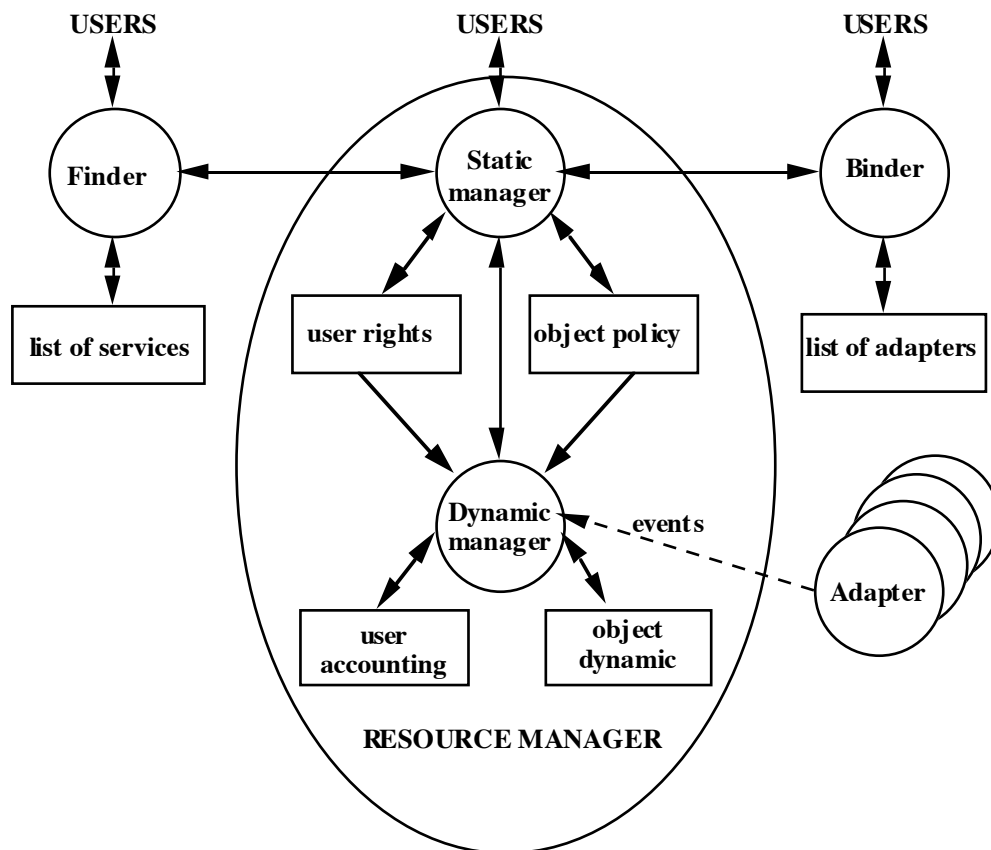 USERS USERS USERS
Finder
Static
manager
Binder
list of services
user rights
object policy
list of adapters
Dynamic
manager
events
Adapter
user
accounting
object
dynamic
RESOURCE MANAGER